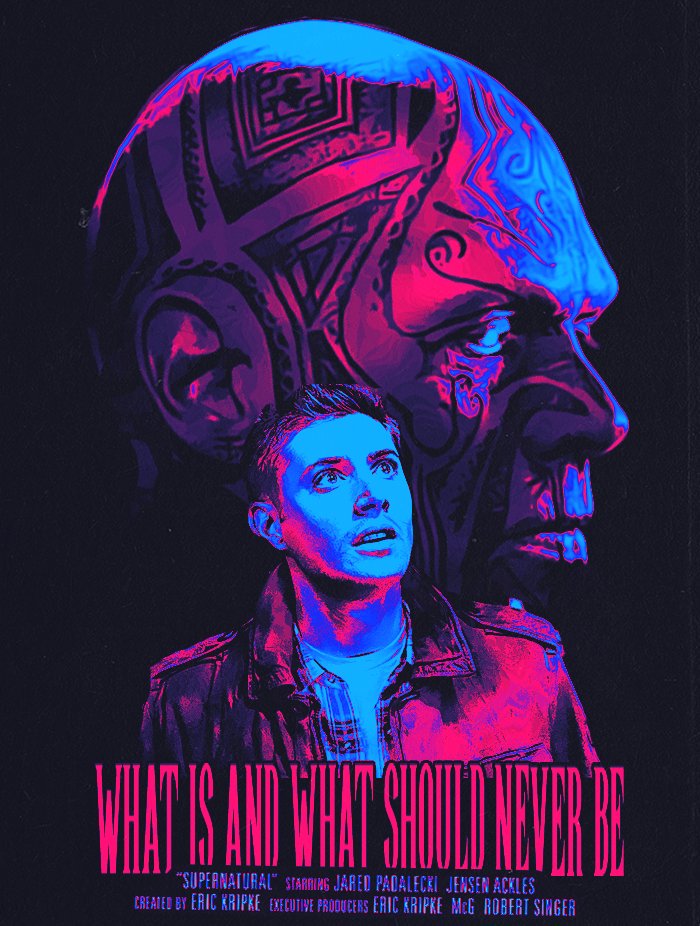 WHAT IS AND WHAT SHOULD NEVER BE
"SUPERNATURAL" STARRING JARED PADALECKI JENSEN ACKLES
CREATED BY ERIC KRIPKE EXECUTIVE PRODUCERS ERIC KRIPKE McG ROBERT SINGER